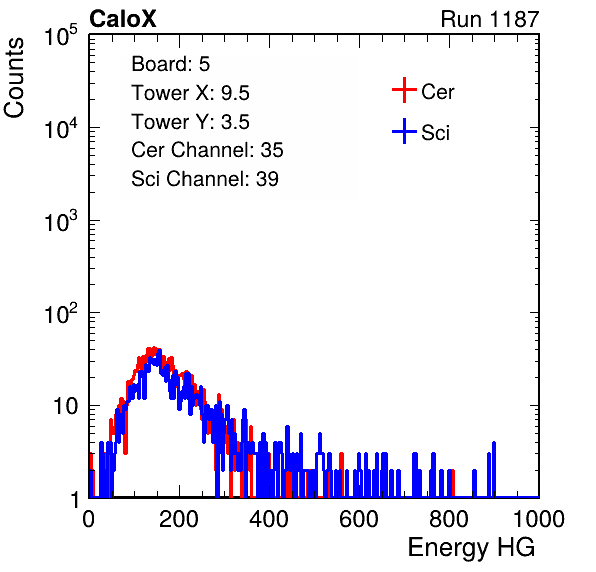 CaloX Run 1187
Counts
10^5
10^4
10^3
10^2
10
1
Board: 5
Tower X: 9.5
Tower Y: 3.5
Cer Channel: 35
Sci Channel: 39
Cer
Sci
0 200 400 600 800 1000
Energy HG